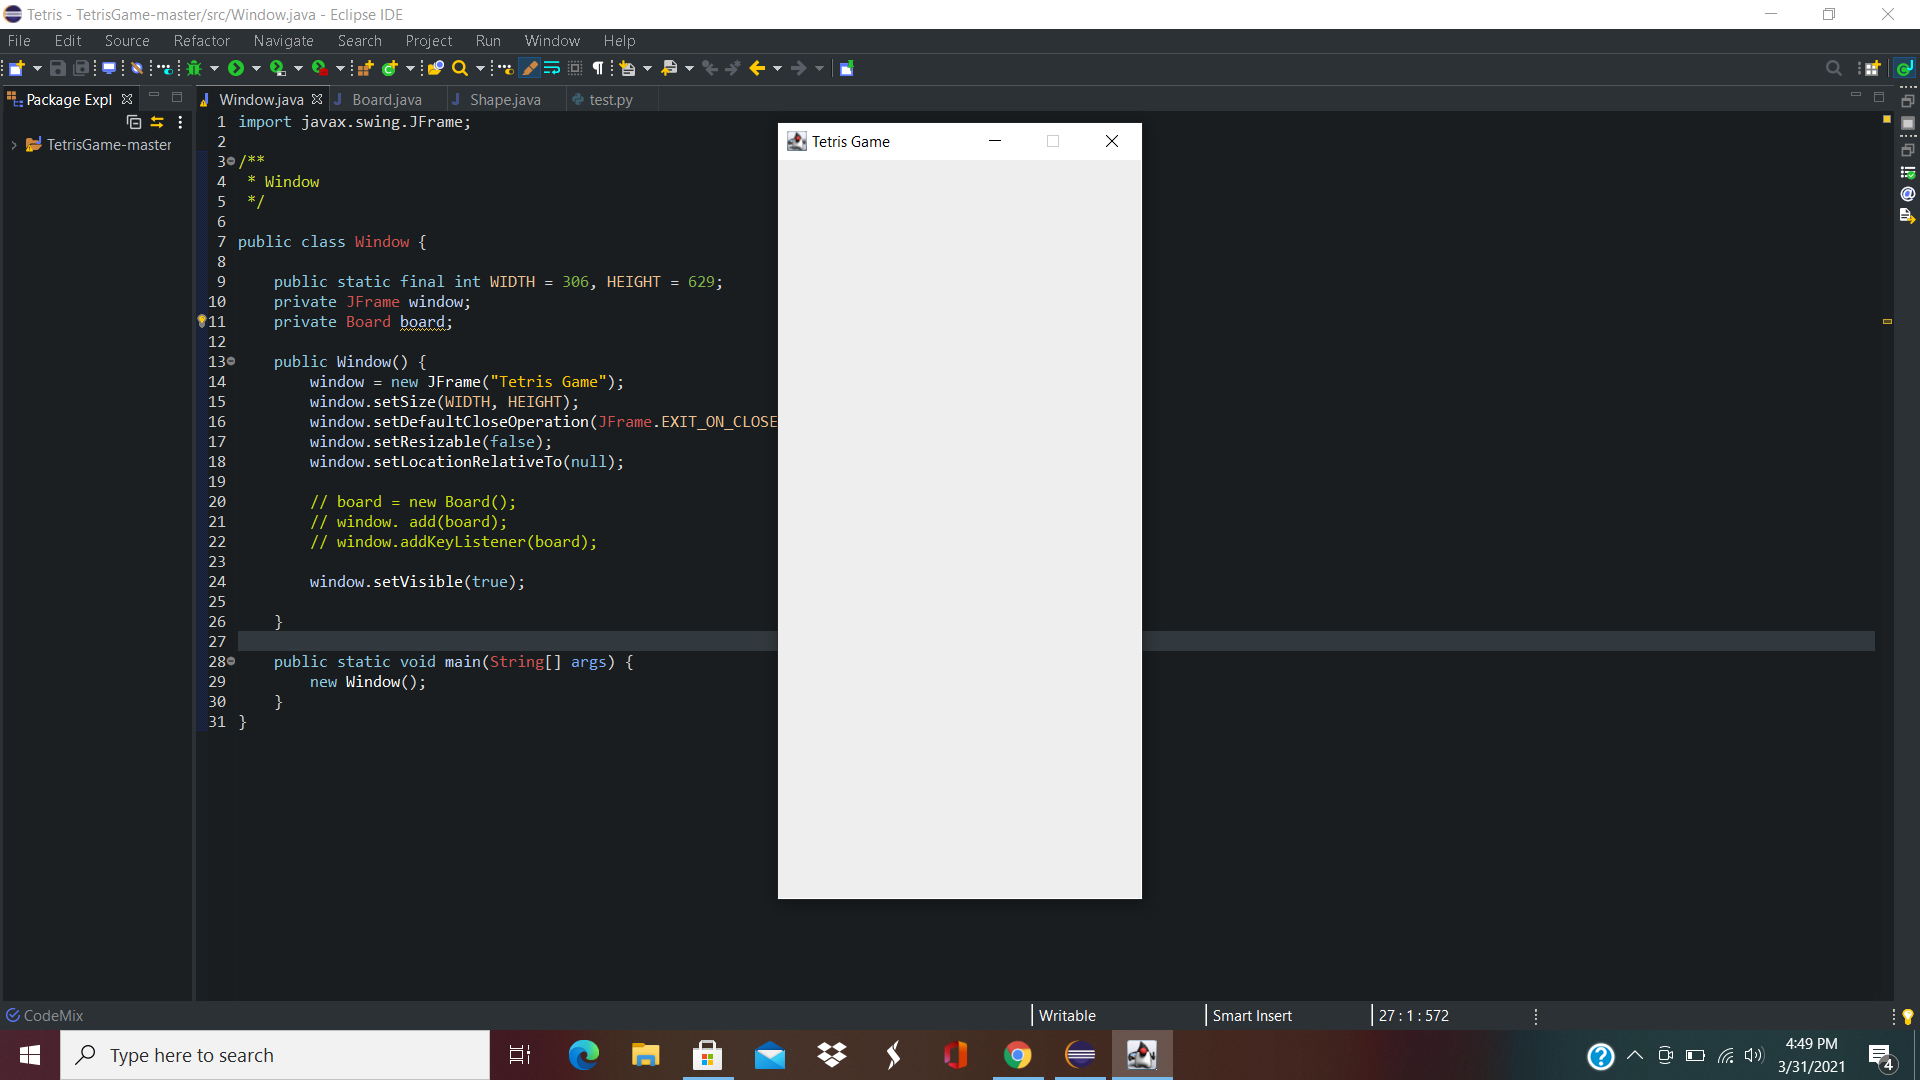 Tetris - TetrisGame-master/src/Window.java - Eclipse IDE
File Edit Source Refactor Navigate Search Project Run Window Help
Package Expl
Window.java Board.java Shape.java test.py
TetrisGame-master
1 import javax.swing.JFrame;
2
3 /**
4 * Window
5 */
6
7 public class Window {
8
9 public static final int WIDTH = 306, HEIGHT = 629;
10 private JFrame window;
11 private Board board;
12
13 public Window() {
14 window = new JFrame("Tetris Game");
15 window.setSize(WIDTH, HEIGHT);
16 window.setDefaultCloseOperation(JFrame.EXIT_ON_CLOSE
17 window.setResizable(false);
18 window.setLocationRelativeTo(null);
19
20 // board = new Board();
21 // window. add(board);
22 // window.addKeyListener(board);
23
24 window.setVisible(true);
25
26 }
27
28 public static void main(String[] args) {
29 new Window();
30 }
31 }
Tetris Game
CodeMix
Writable
Smart Insert
27 : 1 : 572
Type here to search
4:49 PM
3/31/2021
4